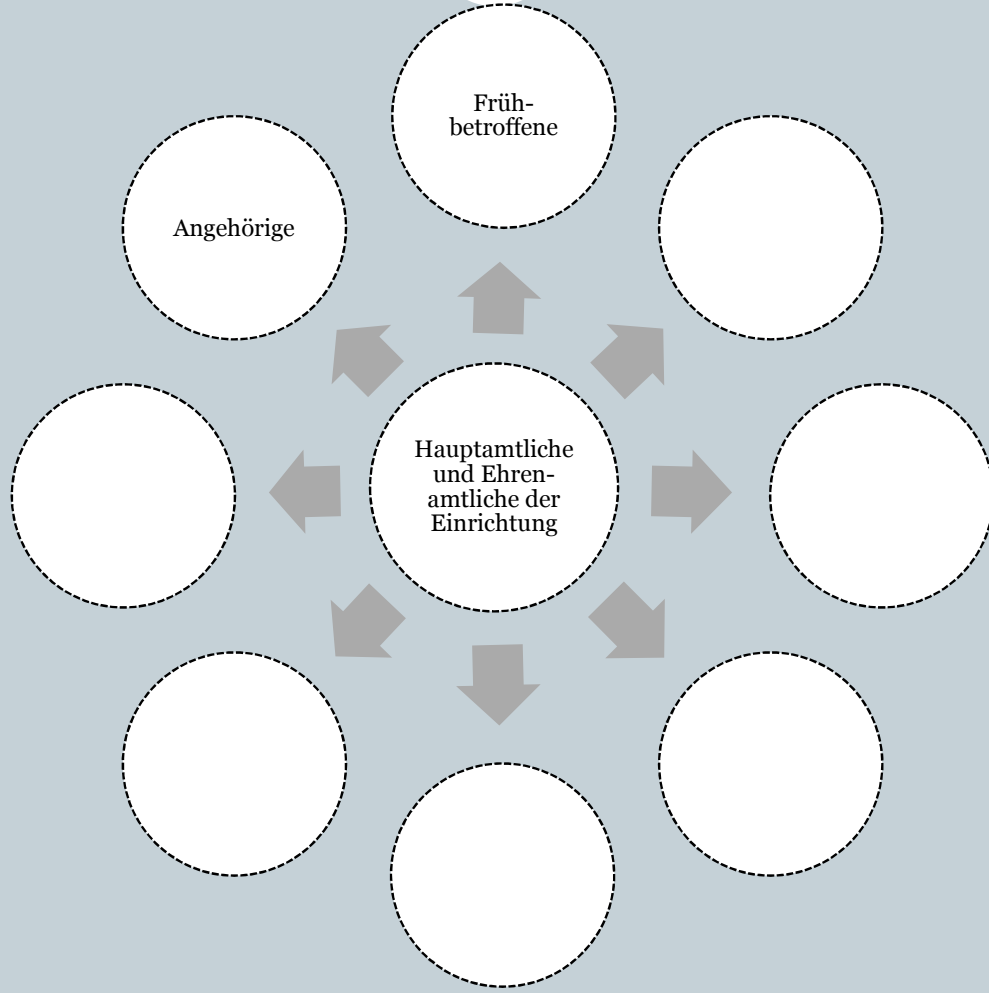 Früh-
betroffene
Angehörige
Hauptamtliche
und Ehren-
amtliche der
Einrichtung